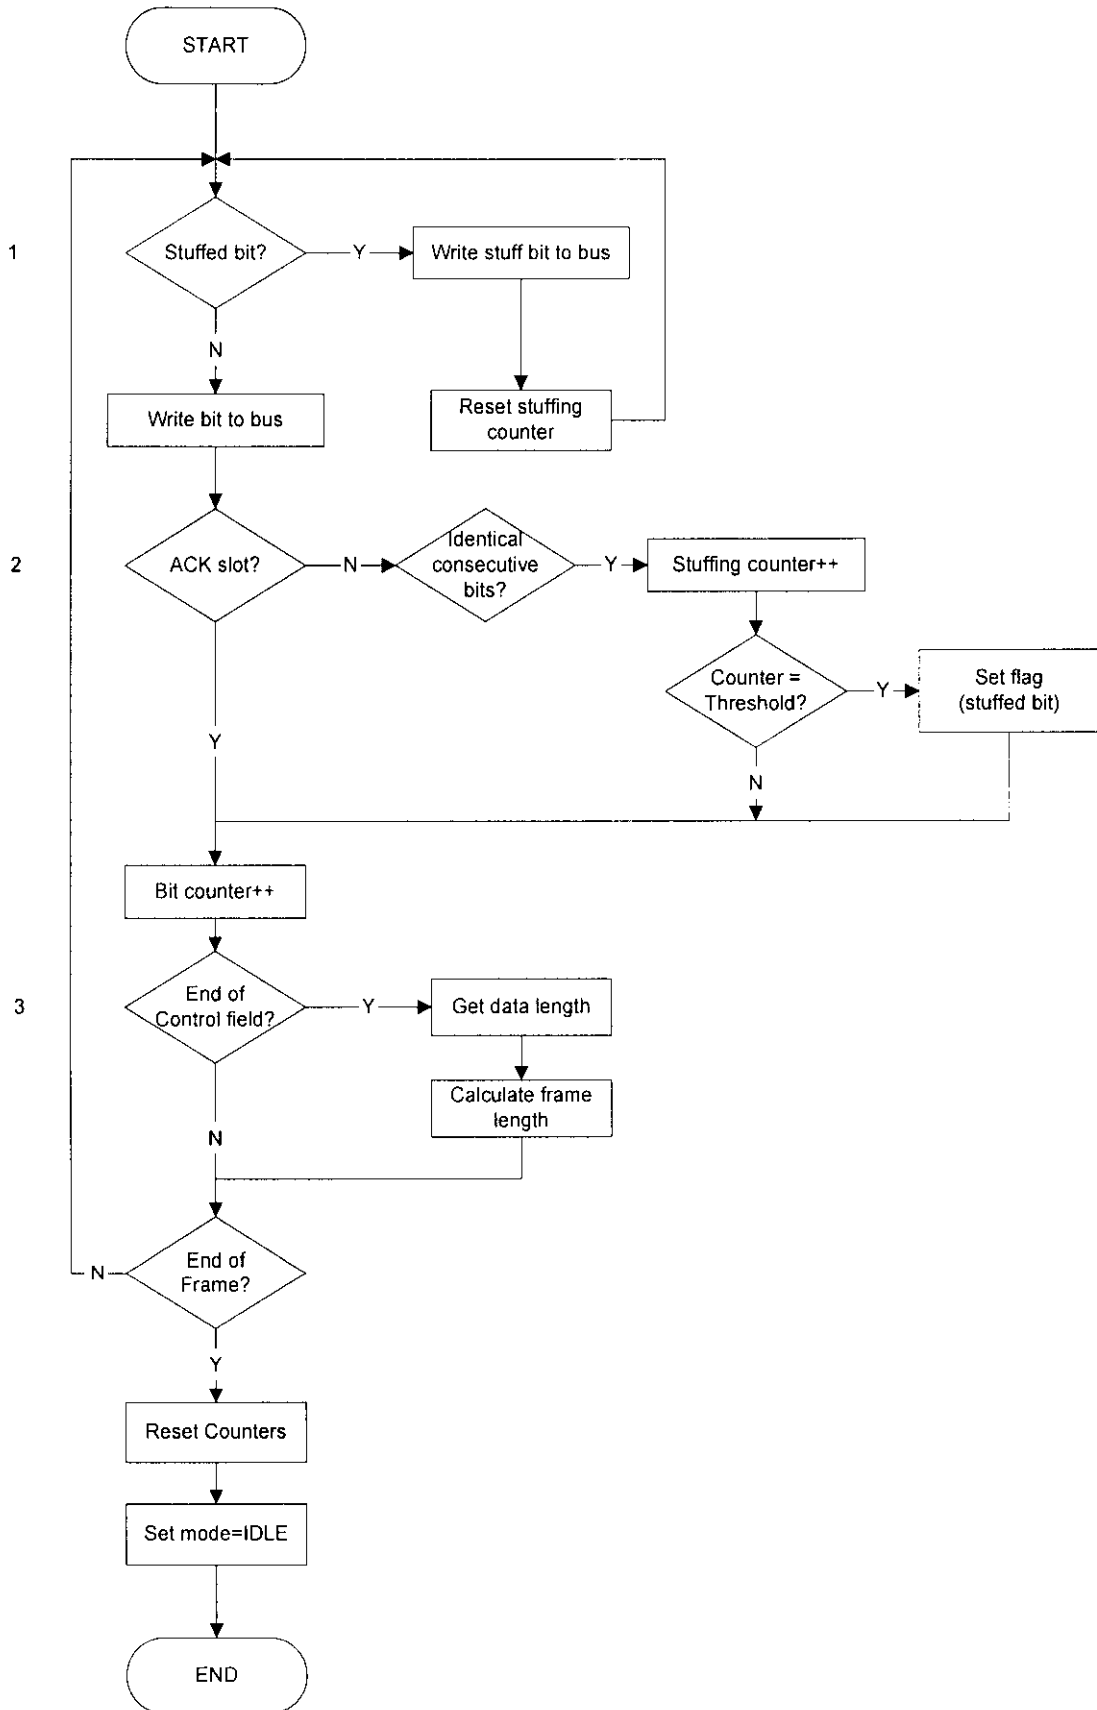 START
1
Stuffed bit?
Y
Write stuff bit to bus
N
Write bit to bus
Reset stuffing
counter
2
ACK slot?
N
Identical
consecutive
bits?
Y
Stuffing counter++
Counter =
Threshold?
Y
Set flag
(stuffed bit)
Y
N
Bit counter++
3
End of
Control field?
Y
Get data length
Calculate frame
length
N
End of
Frame?
N
Y
Reset Counters
Set mode=IDLE
END